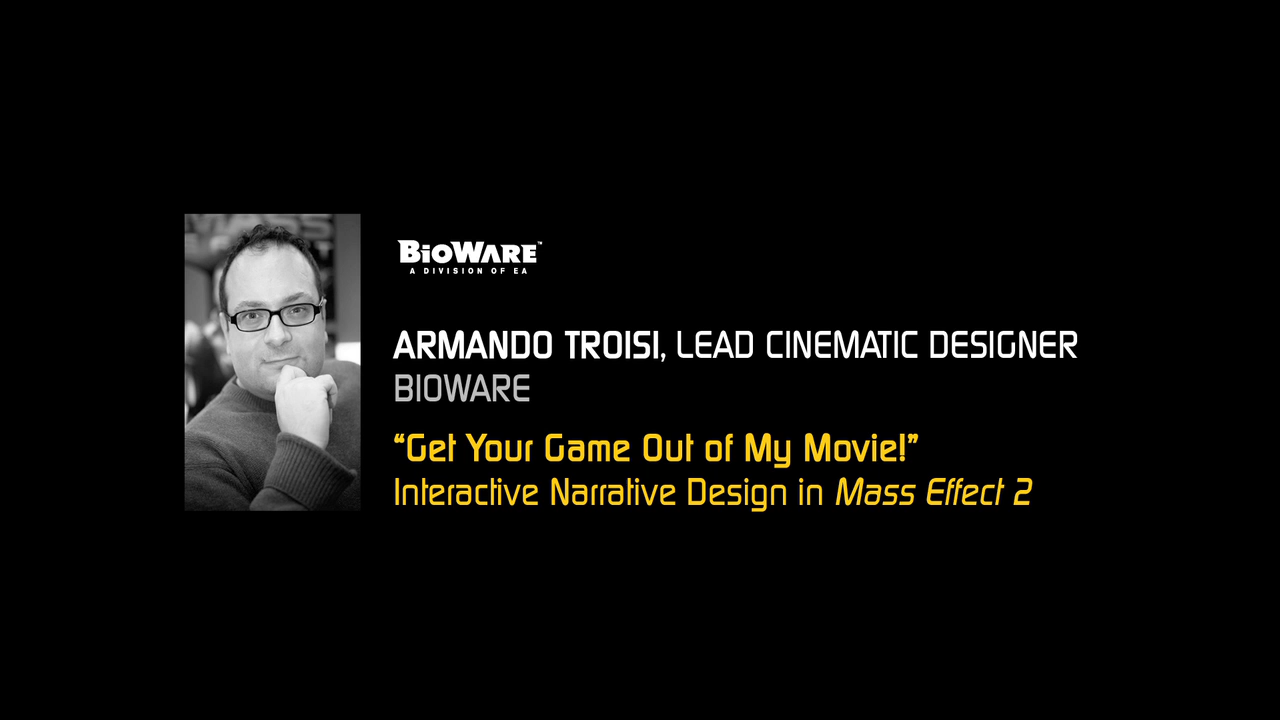 MASS
BIOWARE™
A DIVISION OF EA
ARMANDO TROISI, LEAD CINEMATIC DESIGNER
BIOWARE
“Get Your Game Out of My Movie!”
Interactive Narrative Design in Mass Effect 2